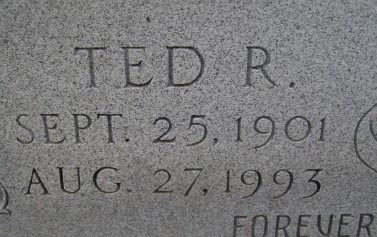 TED R.
SEPT. 25, 1901
AUG. 27, 1993
FOREVER